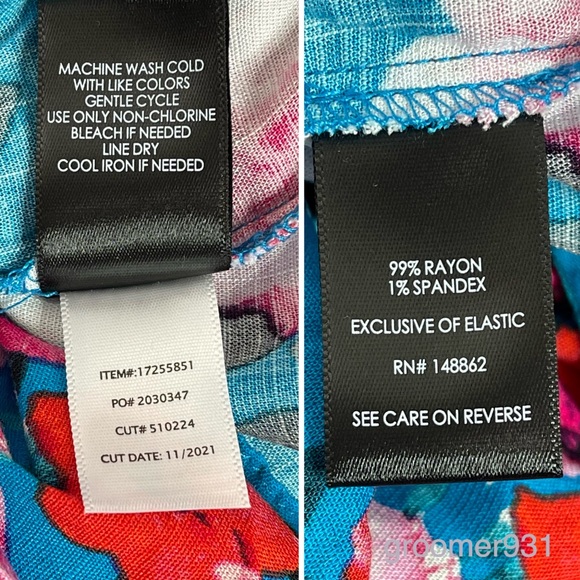 MACHINE WASH COLD
WITH LIKE COLORS
GENTLE CYCLE
USE ONLY NON-CHLORINE
BLEACH IF NEEDED
LINE DRY
COOL IRON IF NEEDED
ITEM#:17255851
PO# 2030347
CUT# 510224
CUT DATE: 11/2021
99% RAYON
1% SPANDEX
EXCLUSIVE OF ELASTIC
RN# 148862
SEE CARE ON REVERSE
groomer931